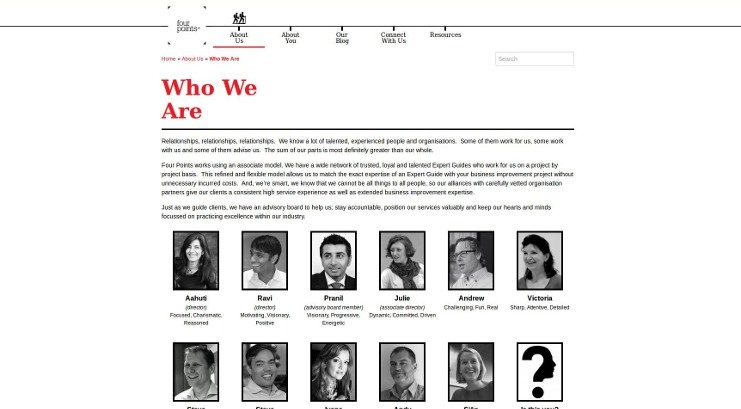 four
points
About
Us
About
You
Our
Blog
Connect
With Us
Resources
Home » About Us » Who We Are
Search
Who We
Are
Relationships, relationships, relationships. We know a lot of talented, experienced people and organisations. Some of them work for us, some work
with us and some of them advise us. The sum of our parts is most definitely greater than our whole.
Four Points works using an associate model. We have a wide network of trusted, loyal and talented Expert Guides who work for us on a project by
project basis. This refined and flexible model allows us to match the exact expertise of an Expert Guide with your business improvement project without
unnecessary incurred costs. And, we're smart, we know that we cannot be all things to all people, so our alliances with carefully vetted organisation
partners give our clients a consistent high service experience as well as extended business improvement expertise.
Just as we guide clients, we have an advisory board to help us; stay accountable, position our services valuably and keep our hearts and minds
focussed on practicing excellence within our industry.
Aahuti
(director)
Focused, Charismatic,
Reasoned
Ravi
(director)
Motivating, Visionary,
Positive
Pranil
(advisory board member)
Visionary, Progressive,
Energetic
Julie
(associate director)
Dynamic, Committed, Driven
Andrew
Challenging, Fun, Real
Victoria
Sharp, Attentive, Detailed
Steve
Steve
Andy
Is this you?